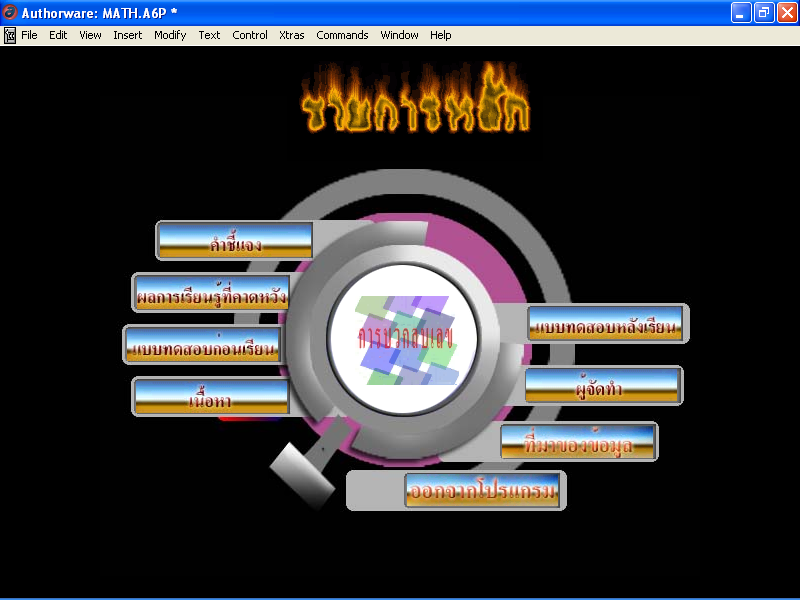 Authorware: MATH.A6P *
File Edit View Insert Modify Text Control Xtras Commands Window Help
รายการหลัก
คำชี้แจง
ผลการเรียนรู้ที่คาดหวัง
แบบทดสอบก่อนเรียน
เนื้อหา
การบวกลบเลข
แบบทดสอบหลังเรียน
ผู้จัดทำ
ที่มาของข้อมูล
ออกจากโปรแกรม